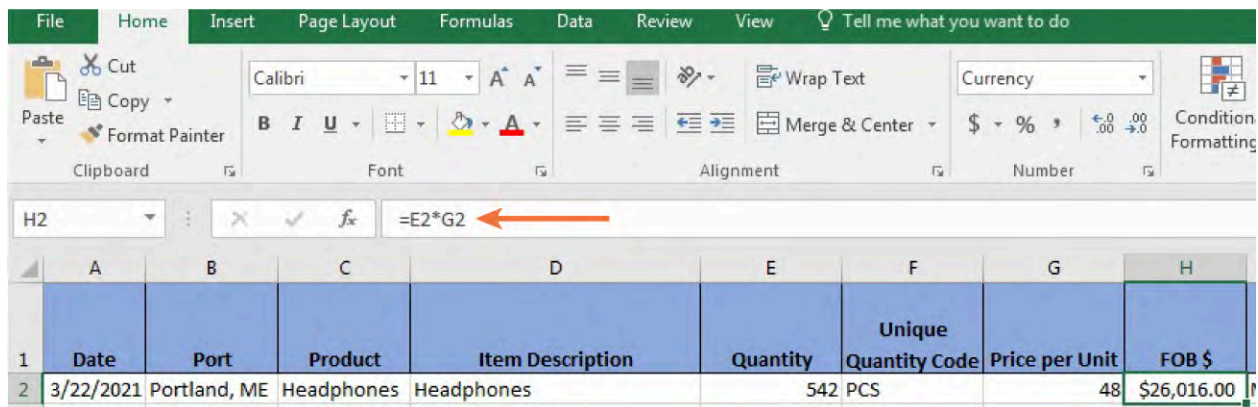 File Home Insert Page Layout Formulas Data Review View Tell me what you want to do
Cut
Copy
Format Painter
Paste
Calibri 11 A A
B I U A
Wrap Text
Merge & Center
Currency
$ % , .0 .00 .00 .0
Condition
Formatting
Clipboard Font Alignment Number
H2 fx =E2*G2
A B C D E F G H
1 Date Port Product Item Description Quantity Unique Quantity Code Price per Unit FOB $
2 3/22/2021 Portland, ME Headphones Headphones 542 PCS 48 $26,016.00